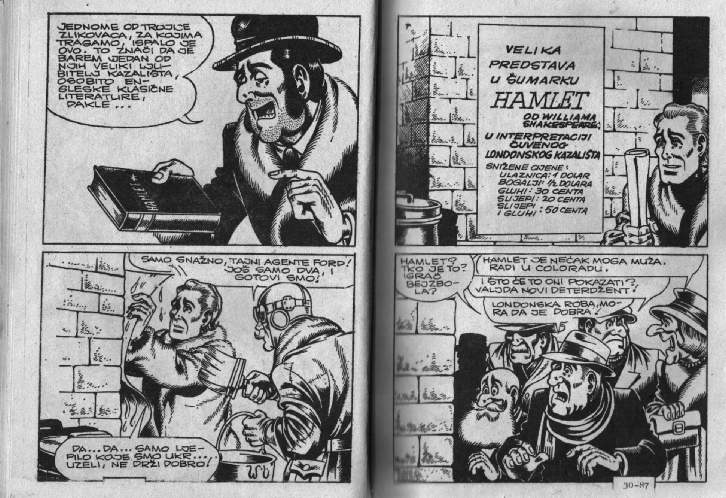 JEDNOME OD TROJICE
ZLIKOVACA, ZA KOJIMA
TRAGAMO, ISPALO JE
OVO. TO ZNAČI DA JE
BAREM JEDAN OD
NJIH VELIKI LJU-
BITELJ KAZALIŠTA,
OSOBITO EN-
GLESKE KLASIČNE
LITERATURE,
DAKLE ...
SAMO SNAŽNO, TAJNI AGENTE FORD!
JOŠ SAMO DVA, I
GOTOVI SMO!
DA...DA... SAMO LJE-
PILO KOJE SMO UKR...,
UZELI, NE DRŽI DOBRO!
VELIKA
PREDSTAVA
U ŠUMARKU
HAMLET
OD WILLIAMA
SHAKESPEARE,
U INTERPRETACIJI
ČUVENOG
LONDONSKOG KAZALIŠTA
SNIŽENE CIJENE:
ULAZNICA: 1 DOLAR
BOGALJI: ½ DOLARA
GLUHI: 30 CENTA
SLIJEPI: 20 CENTA
SLIJEPI
I GLUHI: 50 CENTA
HAMLET?
TKO JE TO?
IGRAČ
BEJZBO-
LA?
HAMLET JE NEĆAK MOGA MUŽA.
RADI U COLORADU.
I ŠTO ĆE TO ONI POKAZATI?
VALJDA NOVI DETERDŽENT!
LONDONSKA ROBA, MO-
RA DA JE DOBRA!
30-87